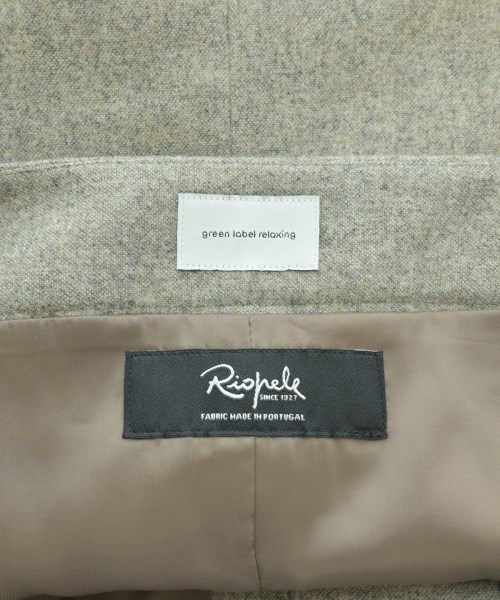 green label relaxing
Riopele
SINCE 1927
FABRIC MADE IN PORTUGAL